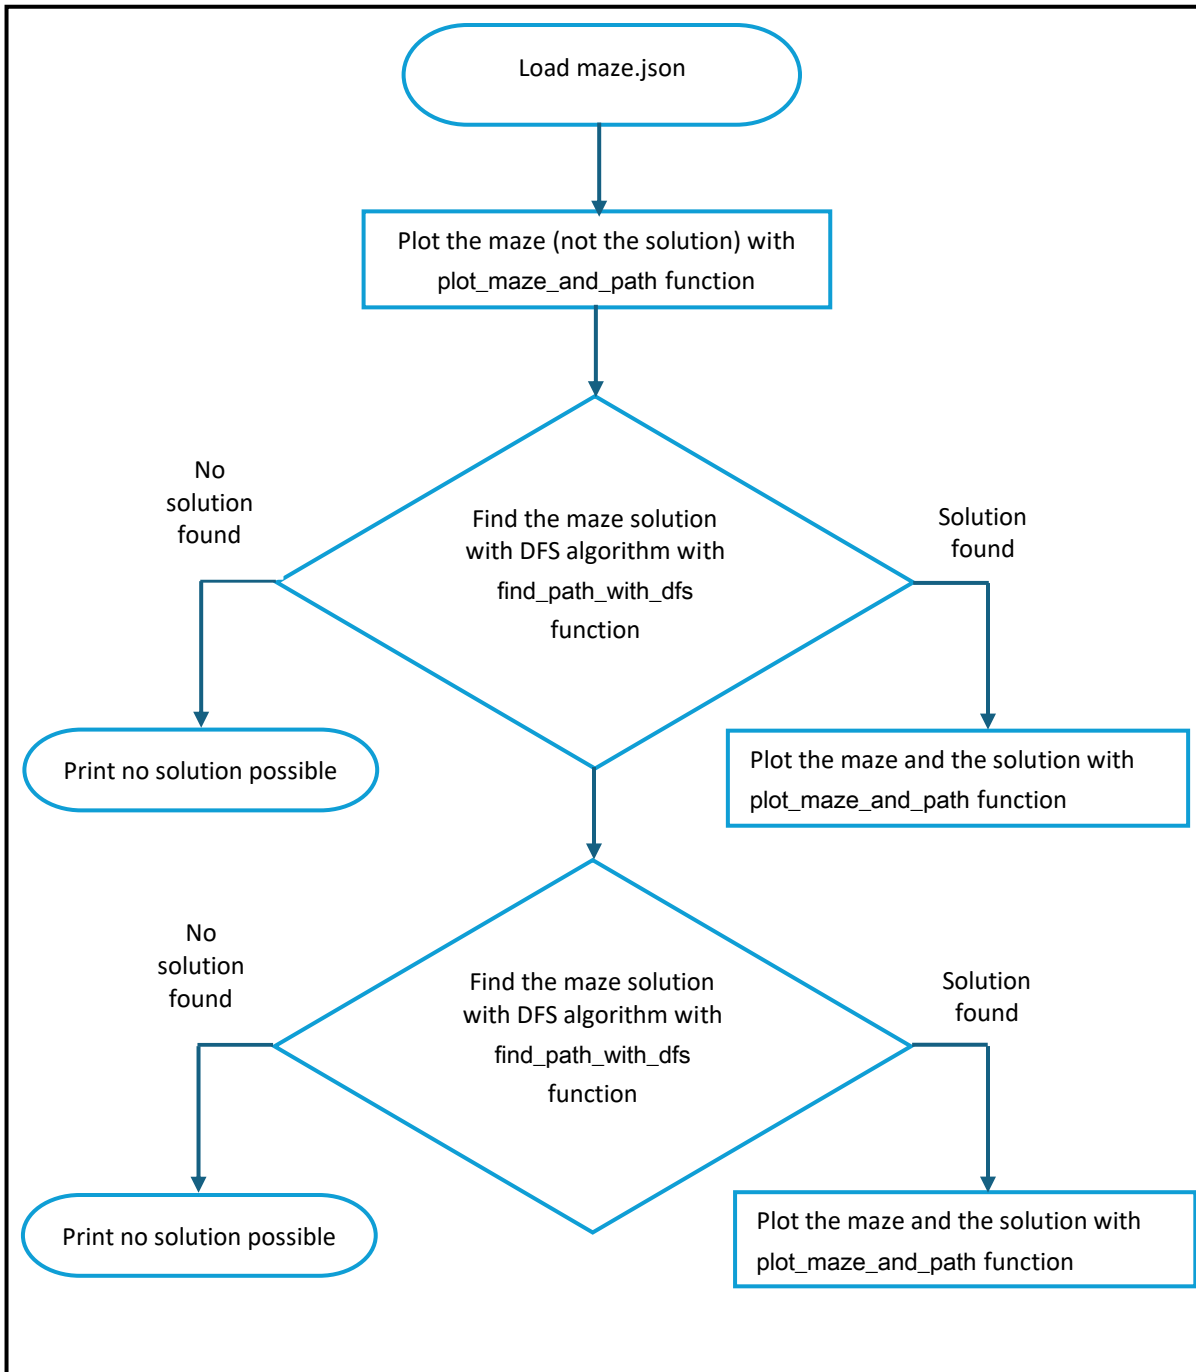 Load maze.json
Plot the maze (not the solution) with
plot_maze_and_path function
No
solution
found
Find the maze solution
with DFS algorithm with
find_path_with_dfs
function
Solution
found
Print no solution possible
Plot the maze and the solution with
plot_maze_and_path function
No
solution
found
Find the maze solution
with DFS algorithm with
find_path_with_dfs
function
Solution
found
Print no solution possible
Plot the maze and the solution with
plot_maze_and_path function